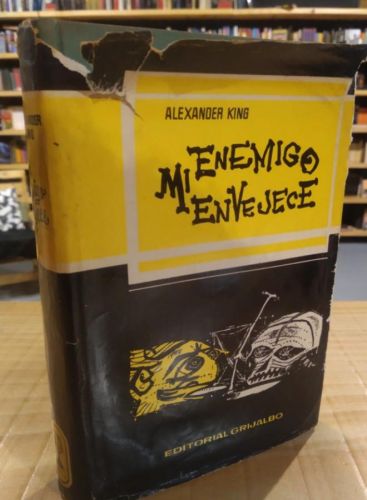 ALEXANDER KING
MI ENEMIGO
ENVEJECE
EDITORIAL GRIJALBO